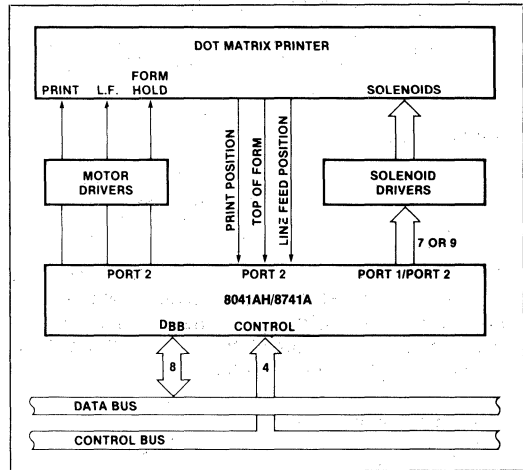 DOT MATRIX PRINTER
FORM
PRINT L.F. HOLD SOLENOIDS
MOTOR
DRIVERS
PRINT POSITION
TOP OF FORM
LINE FEED POSITION
SOLENOID
DRIVERS
7 OR 9
PORT 2 PORT 2 PORT 1/PORT 2
8041AH/8741A
DBB CONTROL
8 4
DATA BUS
CONTROL BUS